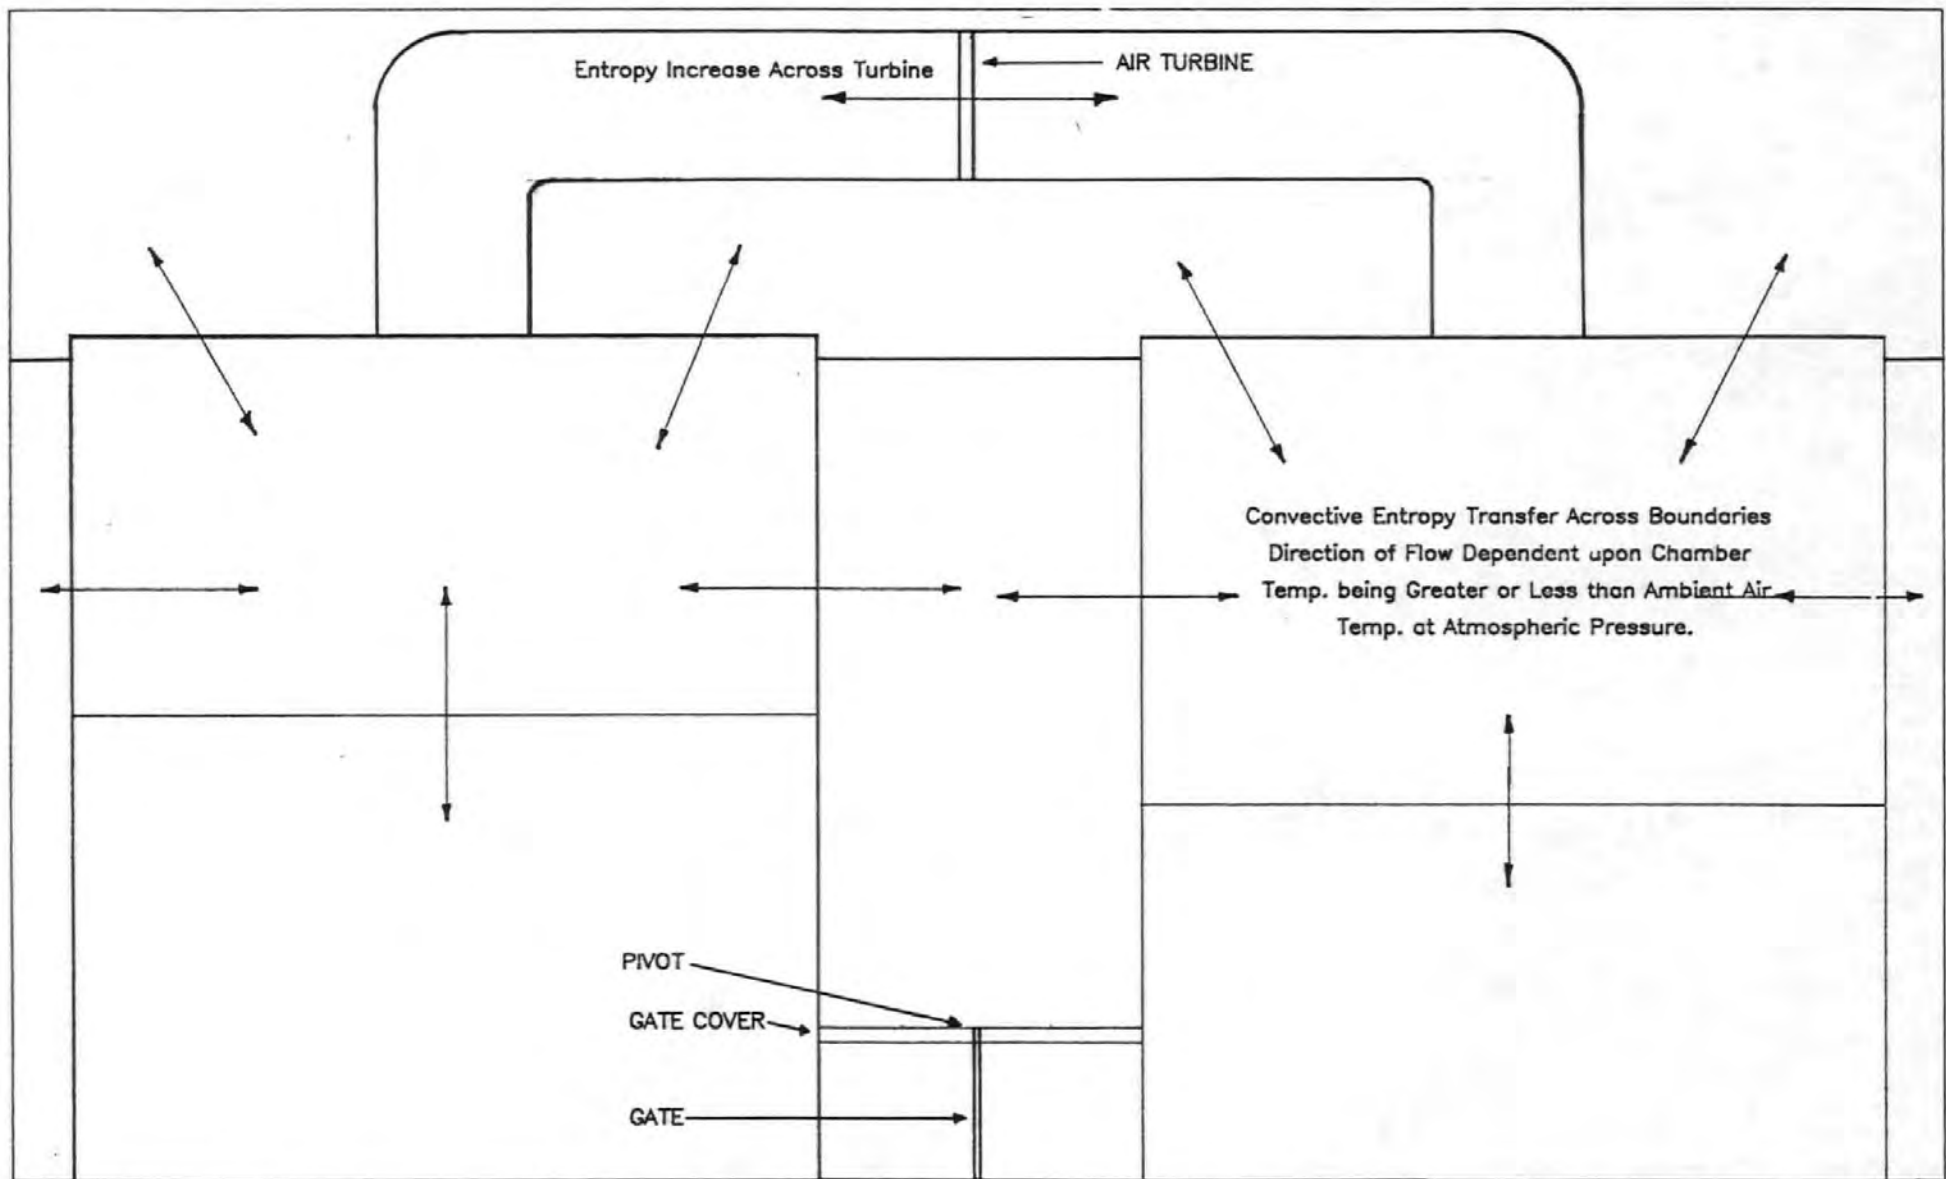 Entropy Increase Across Turbine
AIR TURBINE
Convective Entropy Transfer Across Boundaries
Direction of Flow Dependent upon Chamber
Temp. being Greater or Less than Ambient Air
Temp. at Atmospheric Pressure.
PIVOT
GATE COVER
GATE